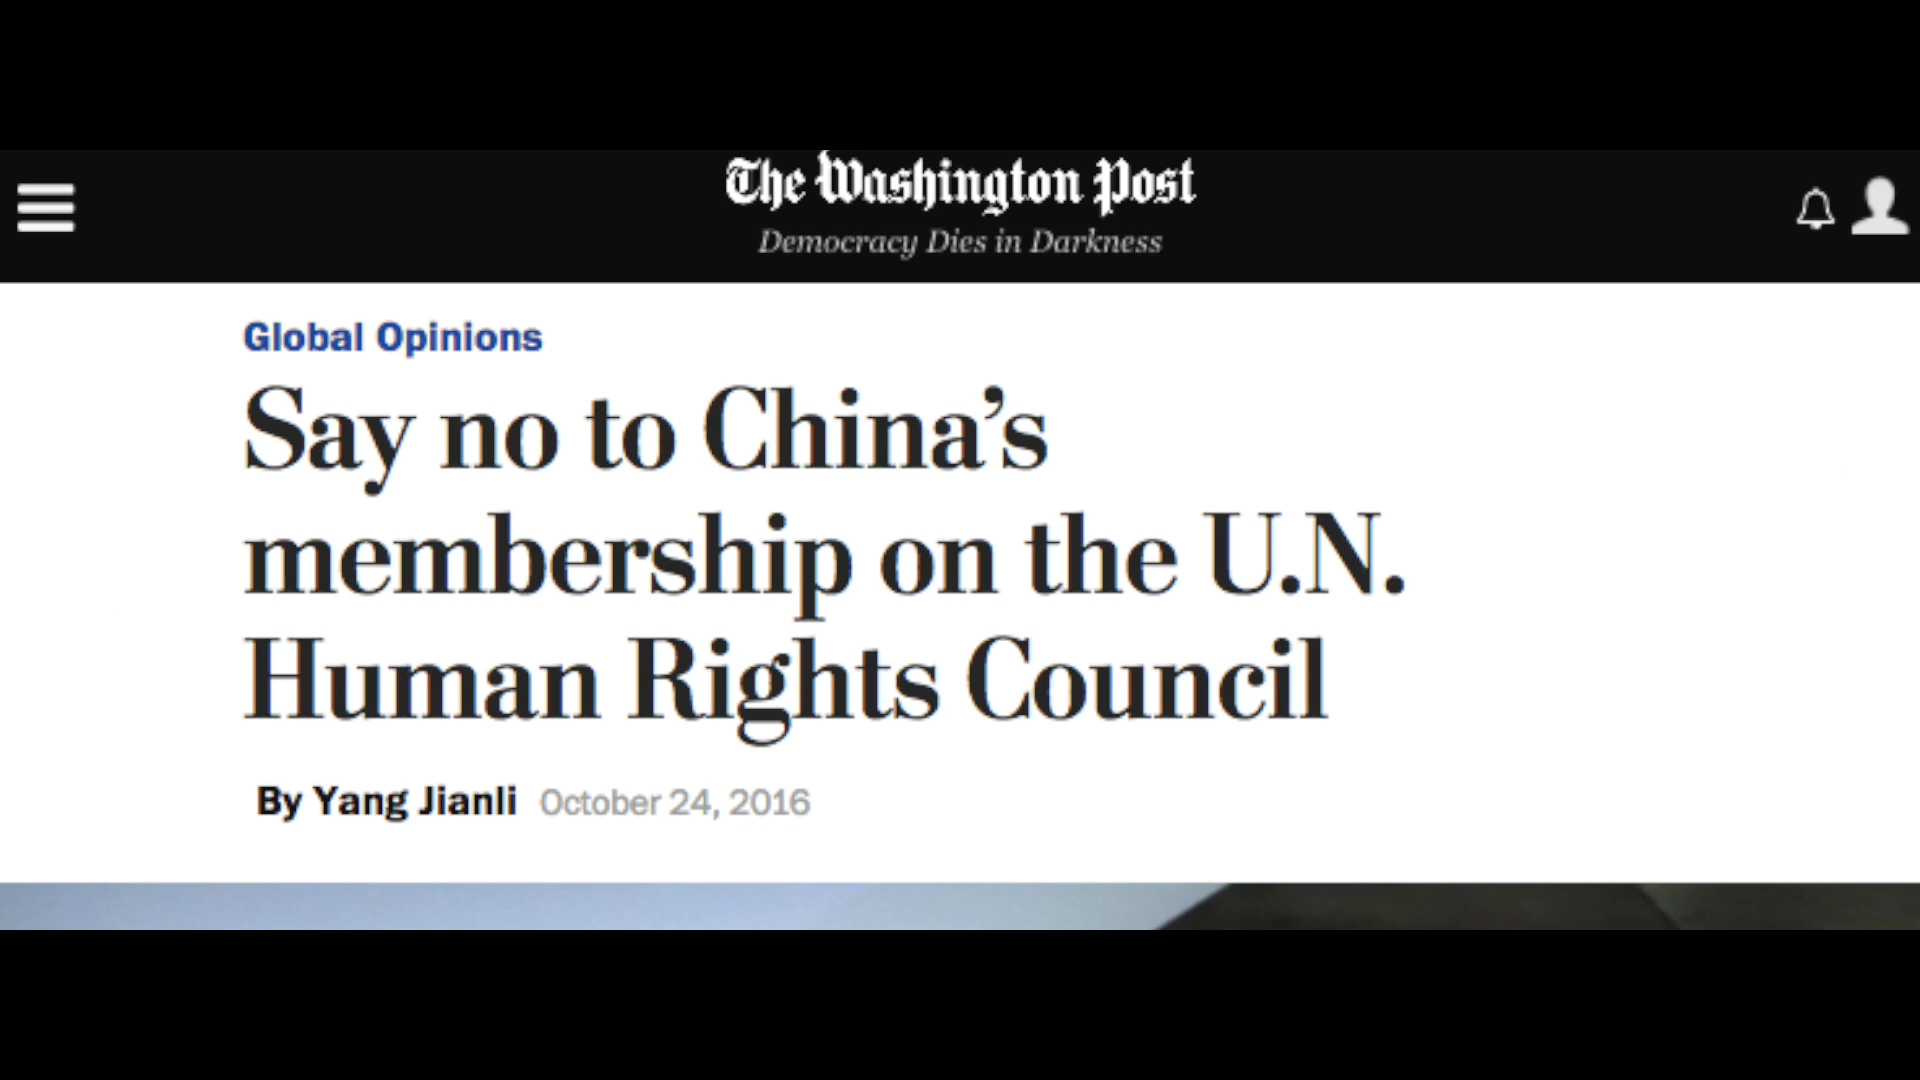 The Washington Post
Democracy Dies in Darkness
Global Opinions
Say no to China’s
membership on the U.N.
Human Rights Council
By Yang Jianli October 24, 2016